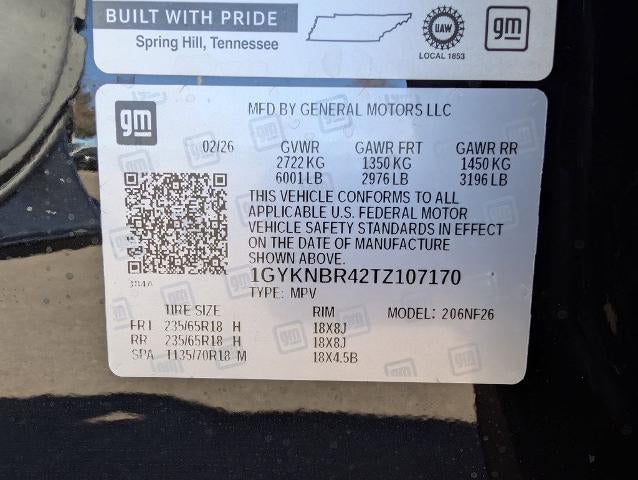 BUILT WITH PRIDE
Spring Hill, Tennessee
UAW
LOCAL 1853
gm
gm
MFD BY GENERAL MOTORS LLC
02/26 GVWR GAWR FRT GAWR RR
2722 KG 1350 KG 1450 KG
6001 LB 2976 LB 3196 LB
THIS VEHICLE CONFORMS TO ALL
APPLICABLE U.S. FEDERAL MOTOR
VEHICLE SAFETY STANDARDS IN EFFECT
ON THE DATE OF MANUFACTURE
SHOWN ABOVE.
1GYKNBR42TZ107170
TYPE: MPV
TIRE SIZE RIM MODEL: 206NF26
FRT 235/65R18 H 18X8J
RR 235/65R18 H 18X8J
SPA T135/70R18 M 18X4.5B